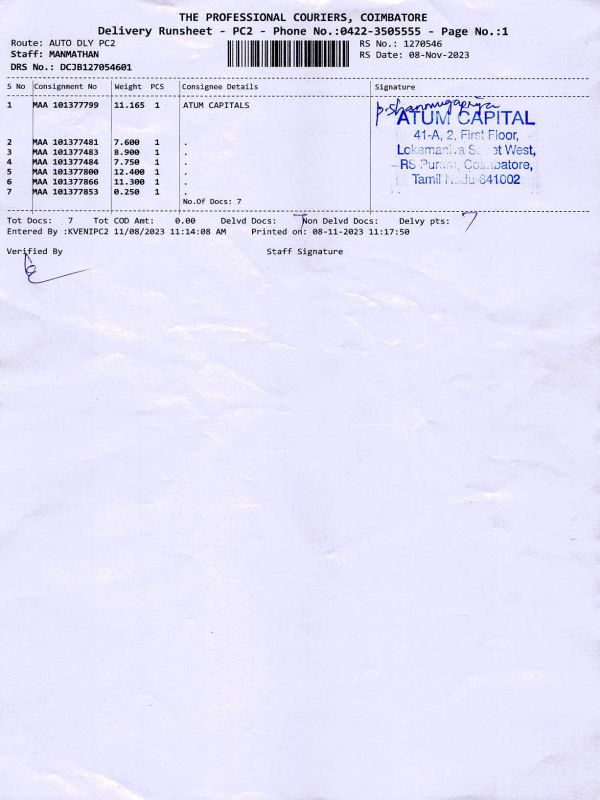 THE PROFESSIONAL COURIERS, COIMBATORE
Delivery Runsheet - PC2 - Phone No.:0422-3505555 - Page No.:1
Route: AUTO DLY PC2
RS No.: 1270546
Staff: MANMATHAN
RS Date: 08-Nov-2023
DRS No.: DCJB127054601
S No Consignment No Weight PCS Consignee Details Signature
1 MAA 101377799 11.165 1 ATUM CAPITALS
p.shanmugapriya
ATUM CAPITAL
41-A, 2, First Floor,
West,
RS Coimbatore,
Tamil Nadu-641002
2 MAA 101377481 7.600 1 .
3 MAA 101377483 8.900 1 .
4 MAA 101377484 7.750 1 .
5 MAA 101377800 12.400 1 .
6 MAA 101377866 11.300 1 .
7 MAA 101377853 0.250 1 .
No.Of Docs: 7
Tot Docs: 7 Tot COD Amt: 0.00 Delvd Docs: 7 Non Delvd Docs: Delvy pts: 7
Entered By :KVENIPC2 11/08/2023 11:14:08 AM Printed on: 08-11-2023 11:17:50
Verified By Staff Signature